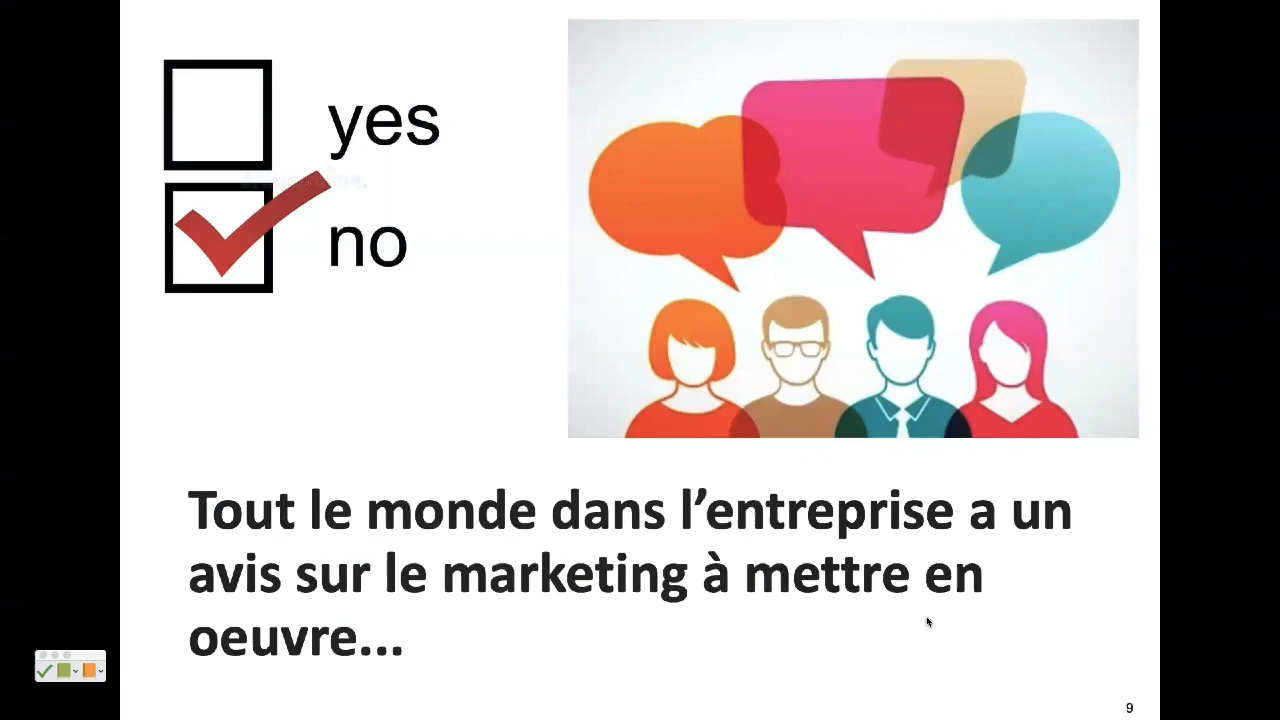 yes
no
Tout le monde dans l’entreprise a un
avis sur le marketing à mettre en
oeuvre...
9